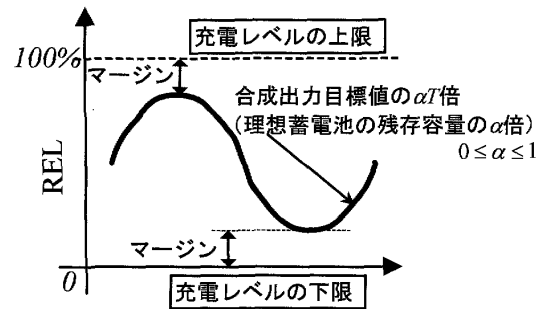 充電レベルの上限
100%
マージン
合成出力目標値のαT倍
(理想蓄電池の残存容量のα倍)
0≤α≤1
REL
マージン
0
充電レベルの下限